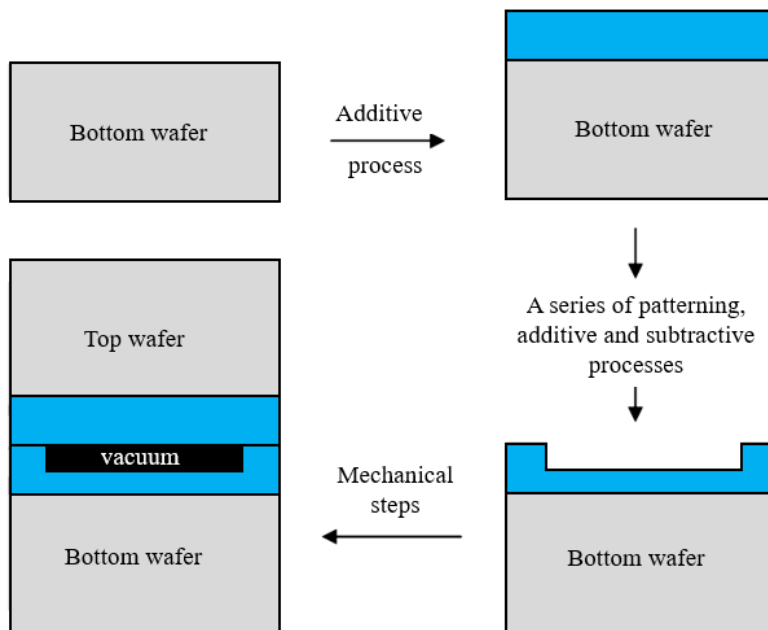 Bottom wafer
Additive
process
Bottom wafer
A series of patterning,
additive and subtractive
processes
Bottom wafer
Mechanical
steps
Top wafer
vacuum
Bottom wafer